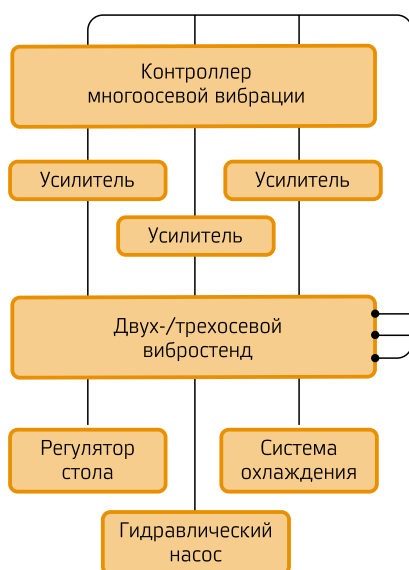 Контроллер
многоосевой вибрации
Усилитель
Усилитель
Усилитель
Двух-/трехосевой
вибростенд
Регулятор
стола
Система
охлаждения
Гидравлический
насос